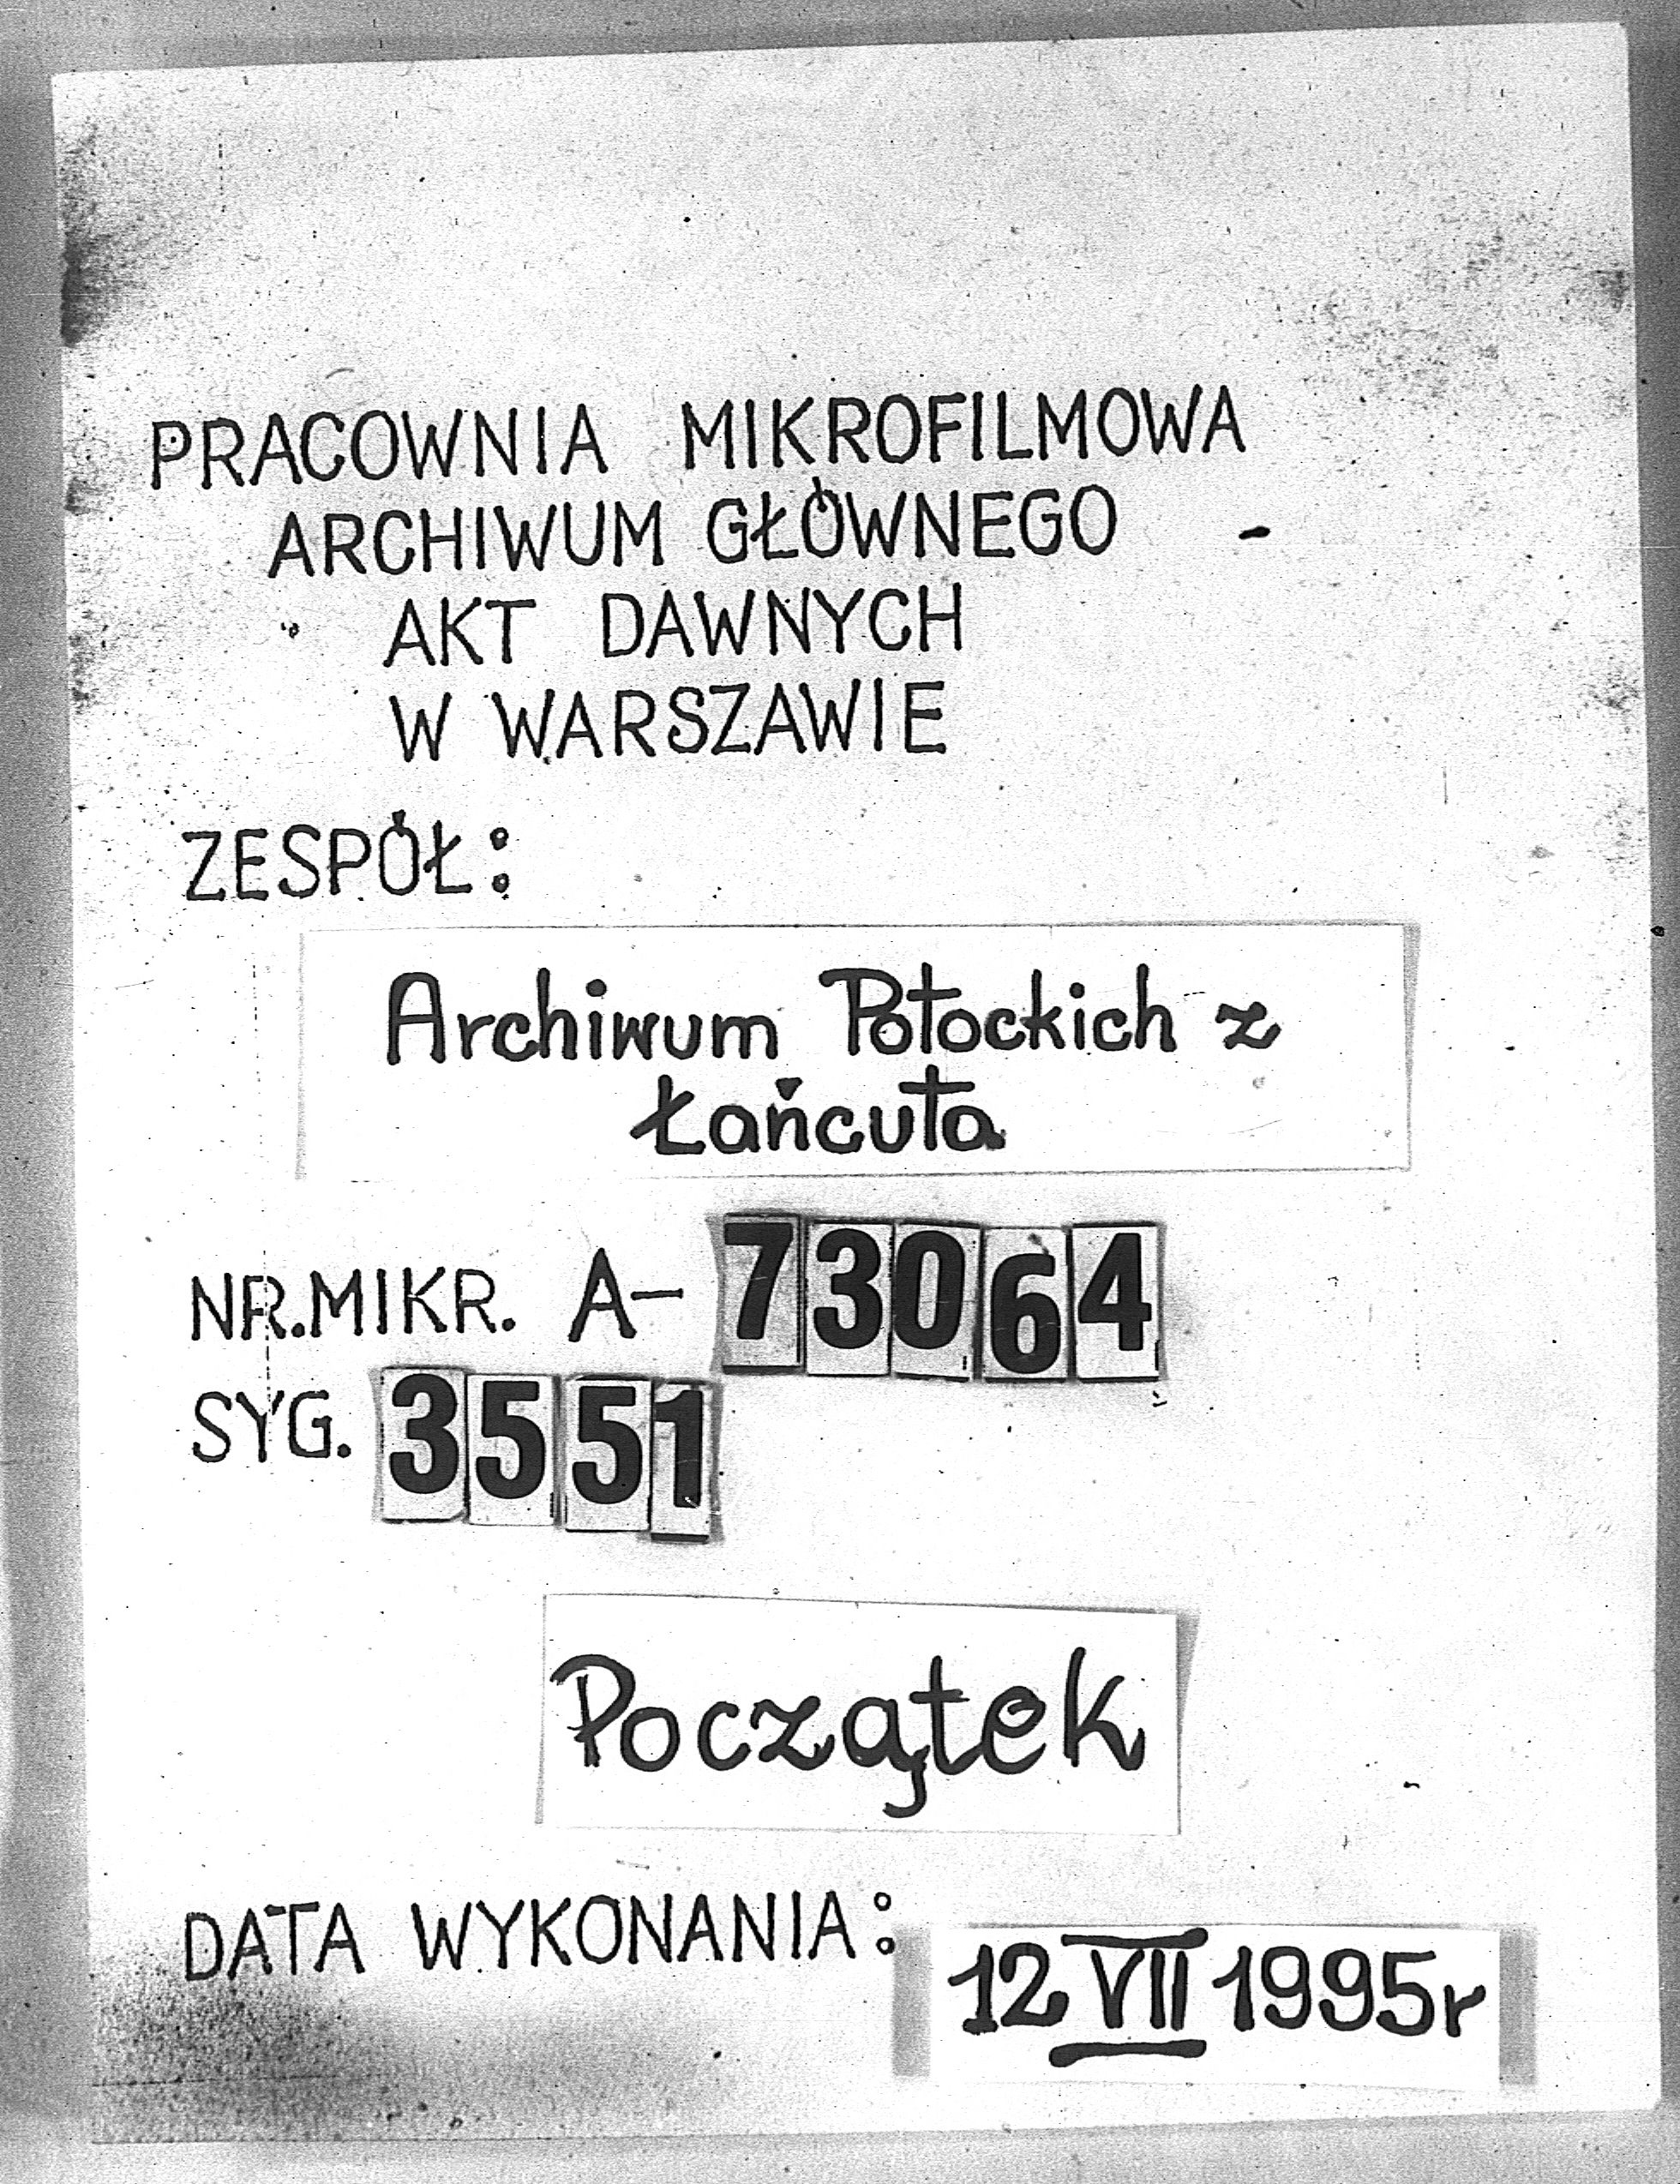 PRACOWNIA MIKROFILMOWA
ARCHIWUM GŁÓWNEGO
AKT DAWNYCH
W WARSZAWIE
ZESPÓŁ:
Archiwum Potockich z
Łańcuta
NR.MIKR. A- 73064
SYG. 3551
Początek
DATA WYKONANIA: 12 VII 1995r